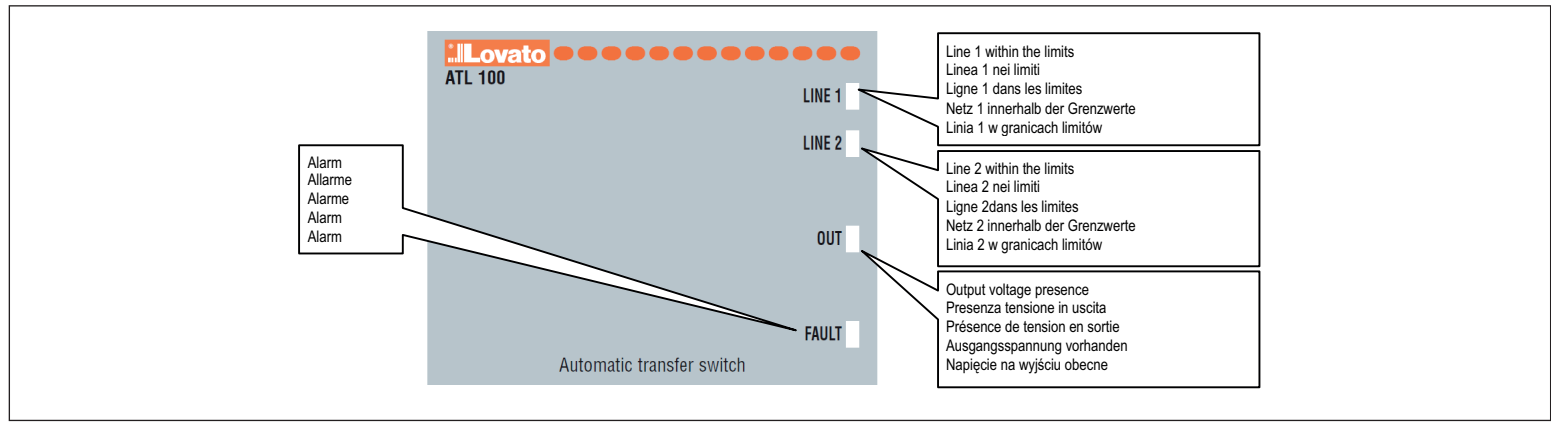 Lovato
ATL 100
LINE 1
LINE 2
OUT
FAULT
Automatic transfer switch
Alarm
Allarme
Alarme
Alarm
Alarm
Line 1 within the limits
Linea 1 nei limiti
Ligne 1 dans les limites
Netz 1 innerhalb der Grenzwerte
Linia 1 w granicach limitów
Line 2 within the limits
Linea 2 nei limiti
Ligne 2dans les limites
Netz 2 innerhalb der Grenzwerte
Linia 2 w granicach limitów
Output voltage presence
Presenza tensione in uscita
Présence de tension en sortie
Ausgangsspannung vorhanden
Napięcie na wyjściu obecne